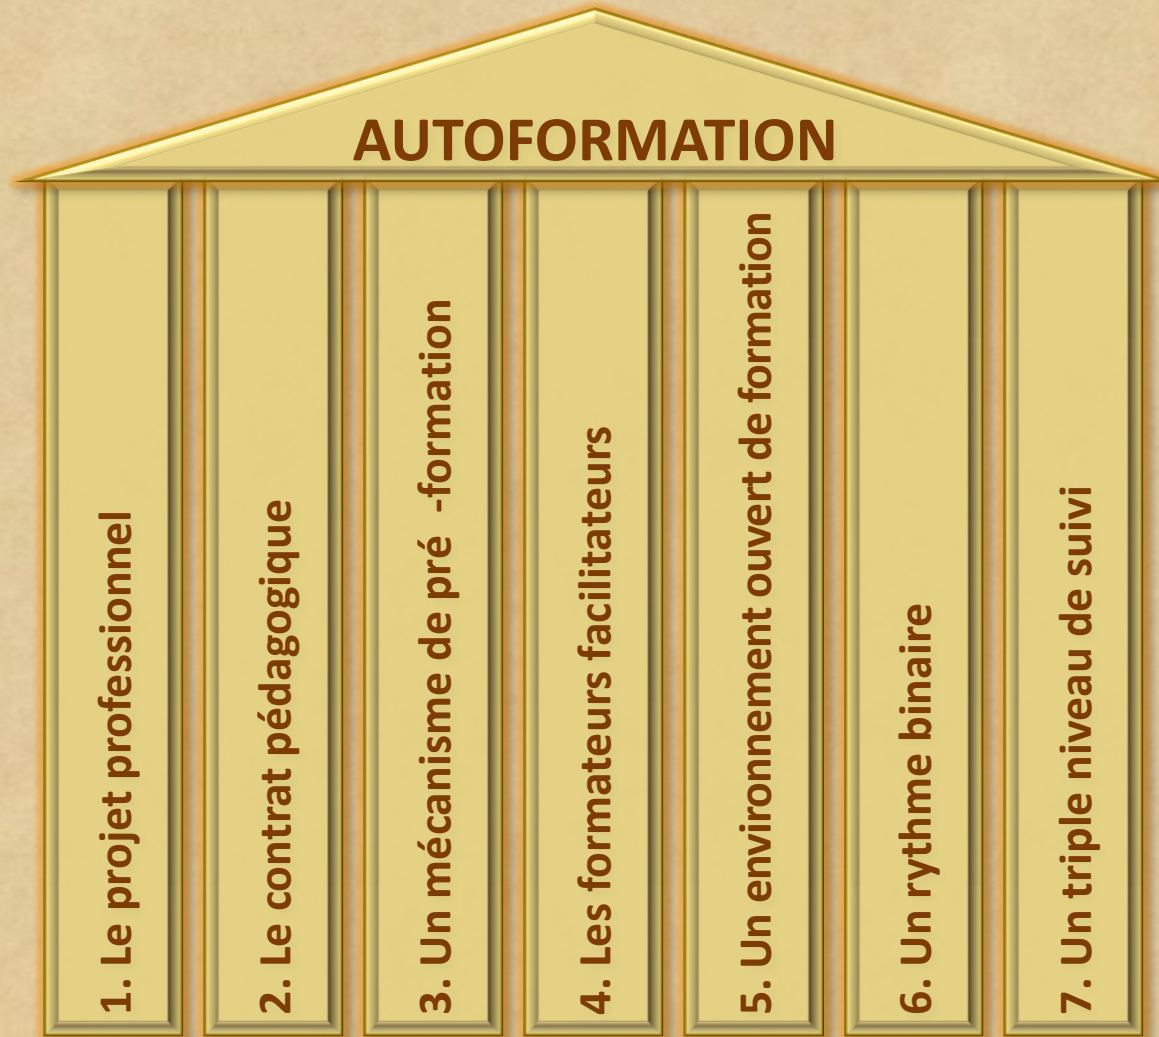 AUTOFORMATION
1. Le projet professionnel
2. Le contrat pédagogique
3. Un mécanisme de pré -formation
4. Les formateurs facilitateurs
5. Un environnement ouvert de formation
6. Un rythme binaire
7. Un triple niveau de suivi